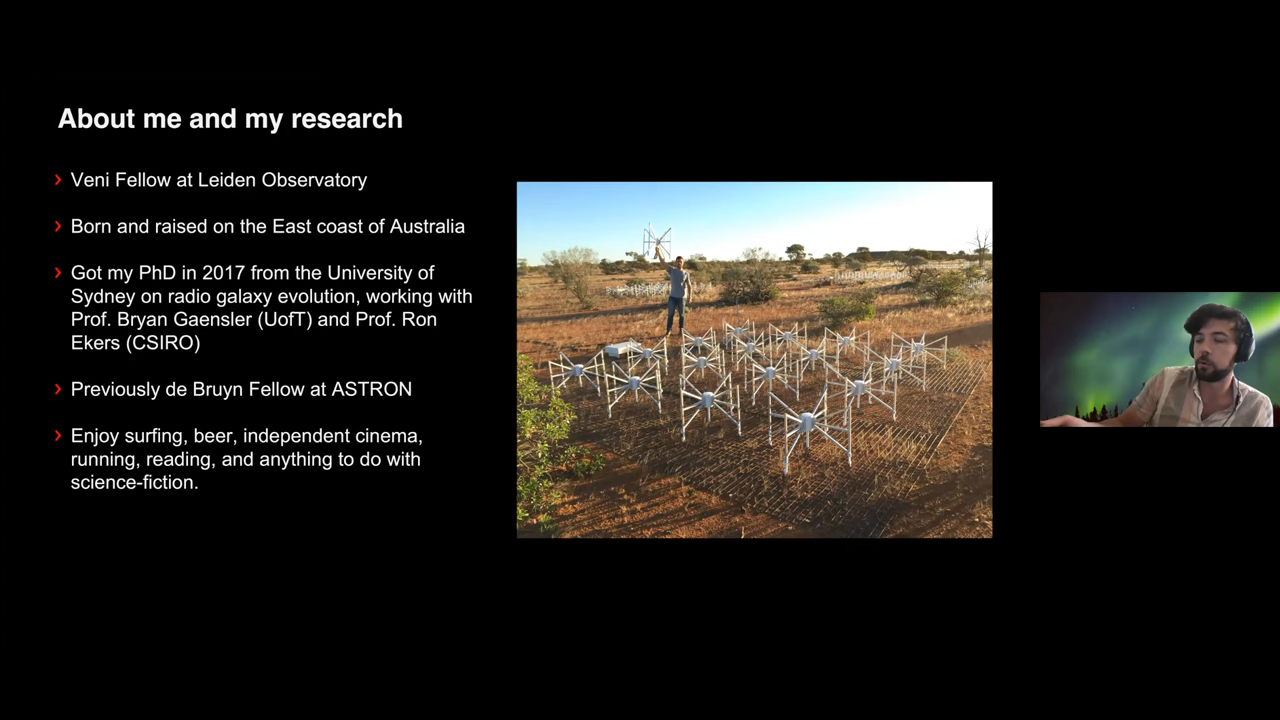 About me and my research
› Veni Fellow at Leiden Observatory
› Born and raised on the East coast of Australia
› Got my PhD in 2017 from the University of
Sydney on radio galaxy evolution, working with
Prof. Bryan Gaensler (UofT) and Prof. Ron
Ekers (CSIRO)
› Previously de Bruyn Fellow at ASTRON
› Enjoy surfing, beer, independent cinema,
running, reading, and anything to do with
science-fiction.